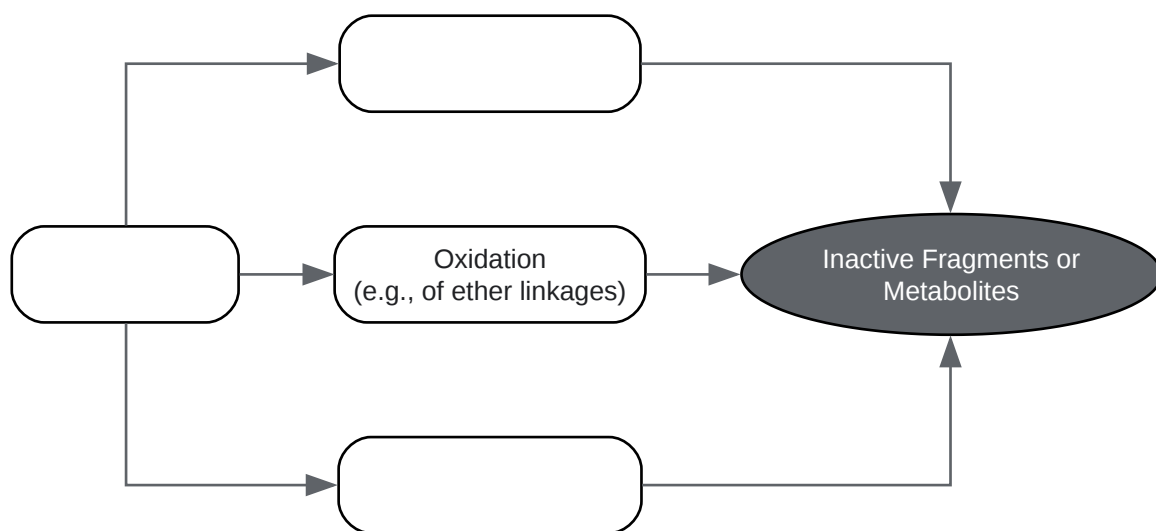 Oxidation
(e.g., of ether linkages)
Inactive Fragments or
Metabolites